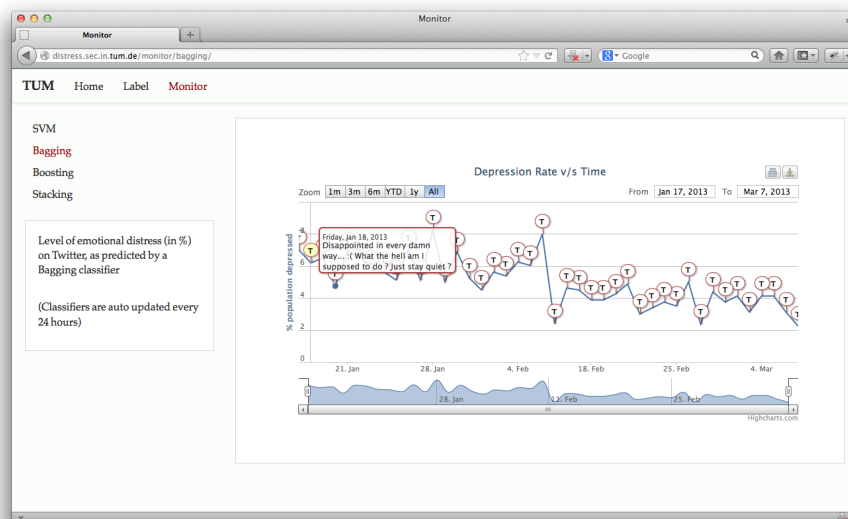 Monitor
Monitor
distress.sec.in.tum.de/monitor/bagging/
Google
TUM Home Label Monitor
SVM
Bagging
Boosting
Stacking
Level of emotional distress (in %)
on Twitter, as predicted by a
Bagging classifier
(Classifiers are auto updated every
24 hours)
Depression Rate v/s Time
Zoom 1m 3m 6m YTD 1y All
From Jan 17, 2013 To Mar 7, 2013
% population depressed
8
6
4
2
0
Friday, Jan 18, 2013
Disappointed in every damn
way... :( What the hell am I
supposed to do ? Just stay quiet ?
T T T T T T T T T T T T T T T T T T T T T T T T T T T T T T T T T
21. Jan 28. Jan 4. Feb 18. Feb 25. Feb 4. Mar
28. Jan 11. Feb 25. Feb
Highcharts.com